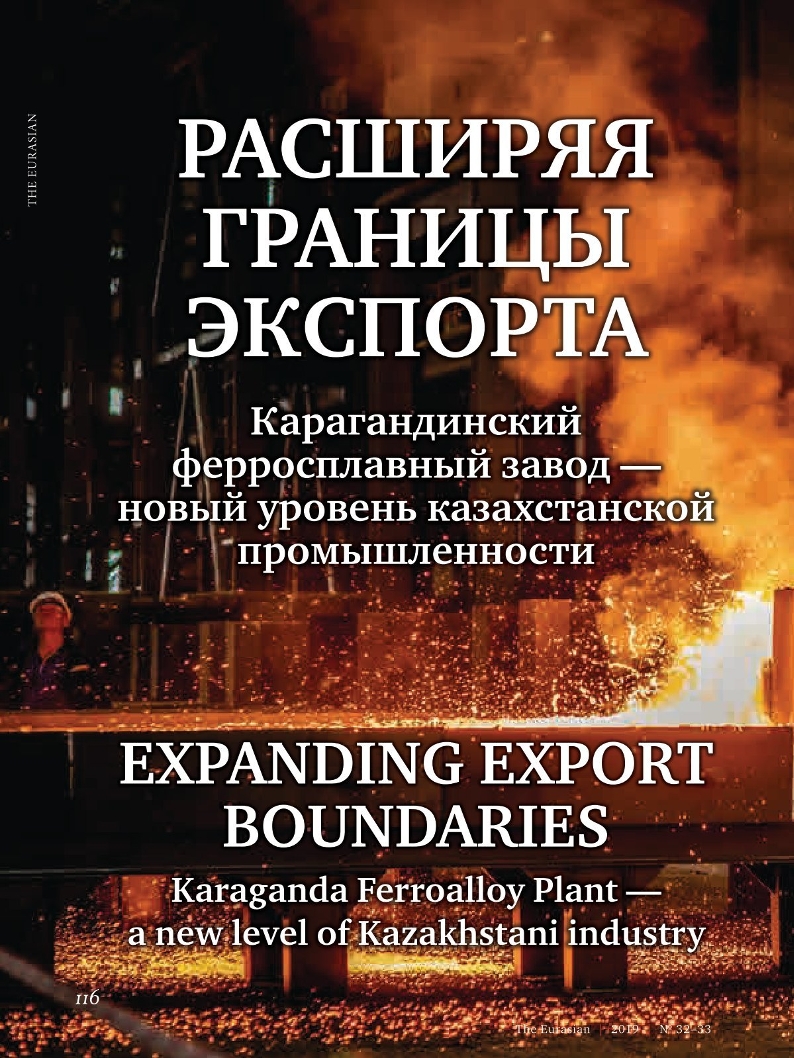 THE EURASIAN
РАСШИРЯЯ
ГРАНИЦЫ
ЭКСПОРТА
Карагандинский
ферросплавный завод —
новый уровень казахстанской
промышленности
EXPANDING EXPORT
BOUNDARIES
Karaganda Ferroalloy Plant —
a new level of Kazakhstani industry
116
The Eurasian 2019 № 32–33